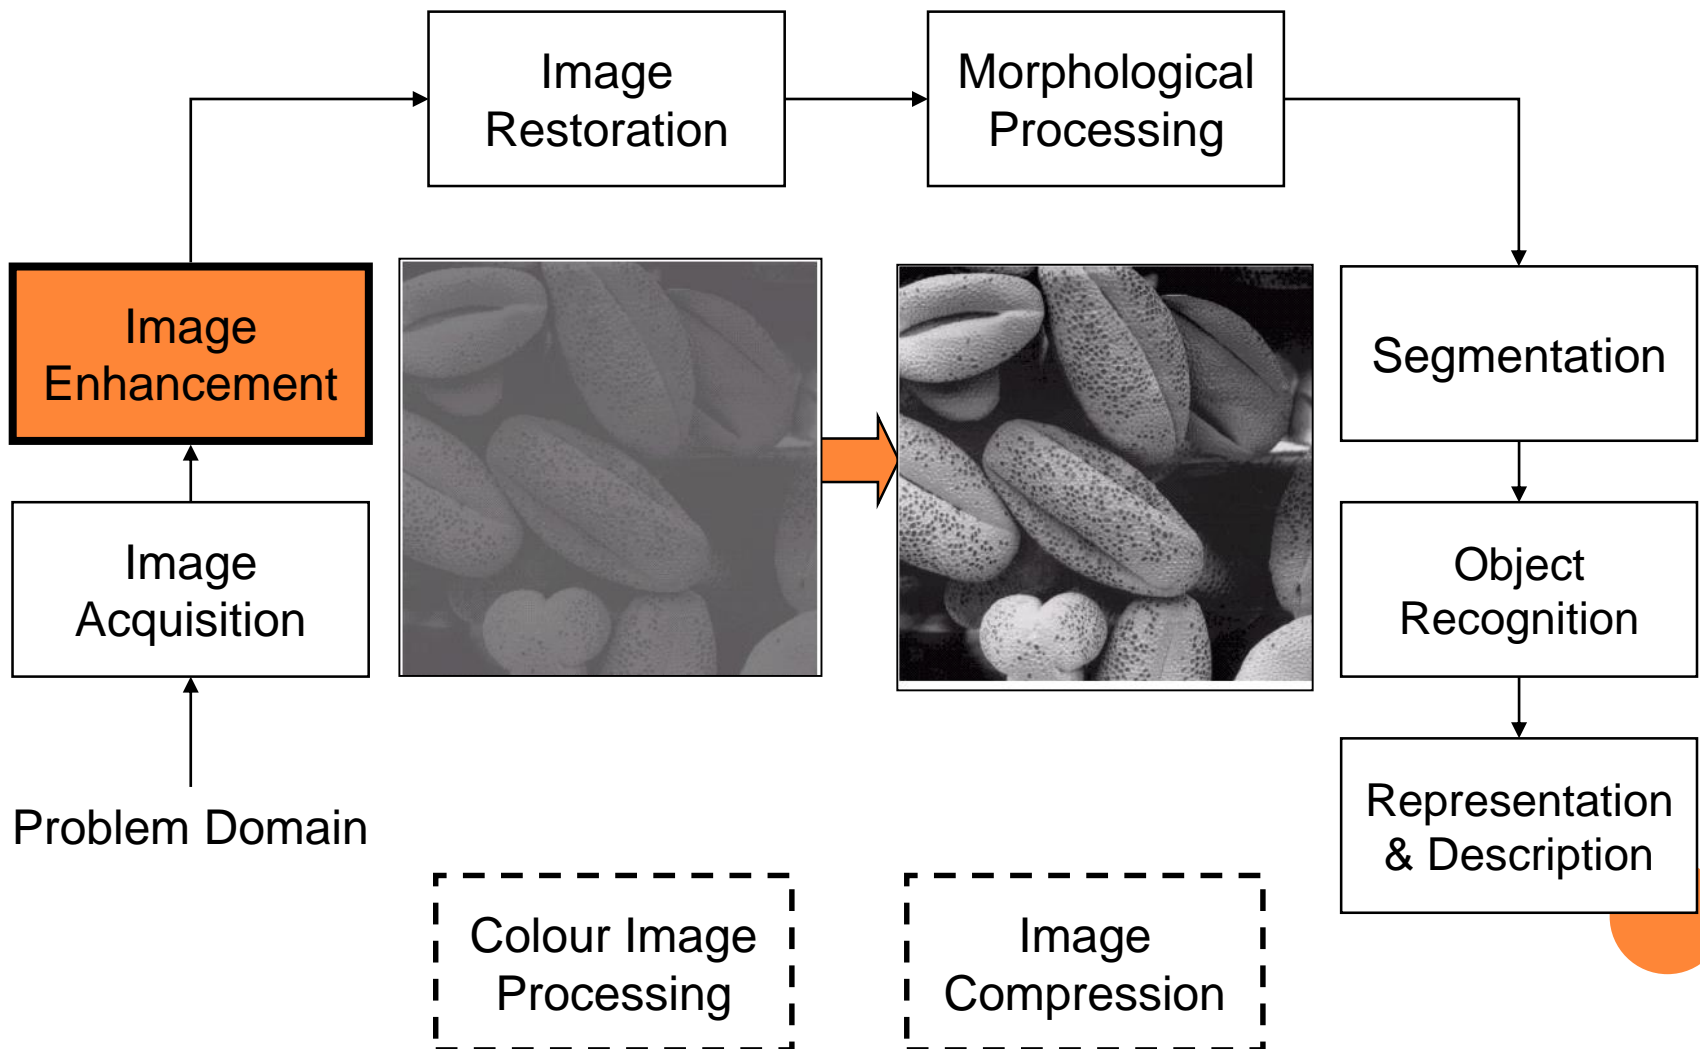 Image
Restoration
Morphological
Processing
Image
Enhancement
Segmentation
Image
Acquisition
Object
Recognition
Problem Domain
Representation
& Description
Colour Image
Processing
Image
Compression